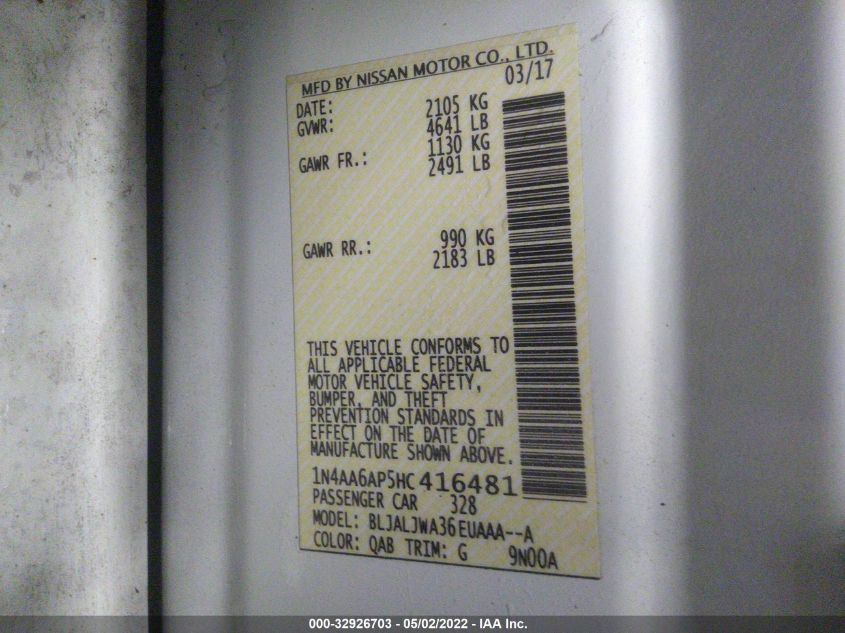 MFD BY NISSAN MOTOR CO., LTD.
DATE: 03/17
GVWR: 2105 KG
4641 LB
GAWR FR.: 1130 KG
2491 LB
GAWR RR.: 990 KG
2183 LB
THIS VEHICLE CONFORMS TO
ALL APPLICABLE FEDERAL
MOTOR VEHICLE SAFETY,
BUMPER, AND THEFT
PREVENTION STANDARDS IN
EFFECT ON THE DATE OF
MANUFACTURE SHOWN ABOVE.
1N4AA6AP5HC416481
PASSENGER CAR 328
MODEL: BLJALJWA36EUAAA--A
COLOR: QAB TRIM: G 9N00A
000-32926703 - 05/02/2022 - IAA Inc.